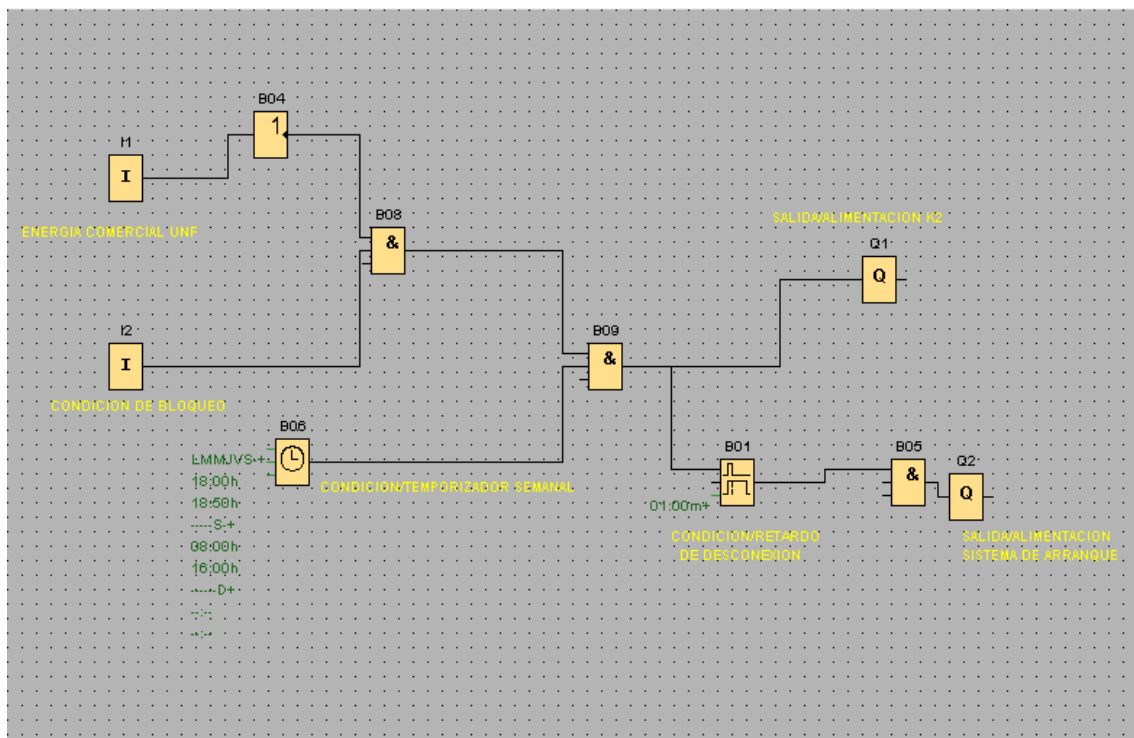 B04
1
I1
I
ENERGIA COMERCIAL UNF
B08
&
SALIDA/ALIMENTACION K2
Q1
Q
I2
I
CONDICION DE BLOQUEO
B09
&
B06
LMMJVS-+
18:00h
18:50h
-----S-+
08:00h
16:00h
------D+
--:--
--:--
CONDICION/TEMPORIZADOR SEMANAL
B01
01:00m+
CONDICION/RETARDO
DE DESCONEXION
B05
&
Q2
Q
SALIDA/ALIMENTACION
SISTEMA DE ARRANQUE